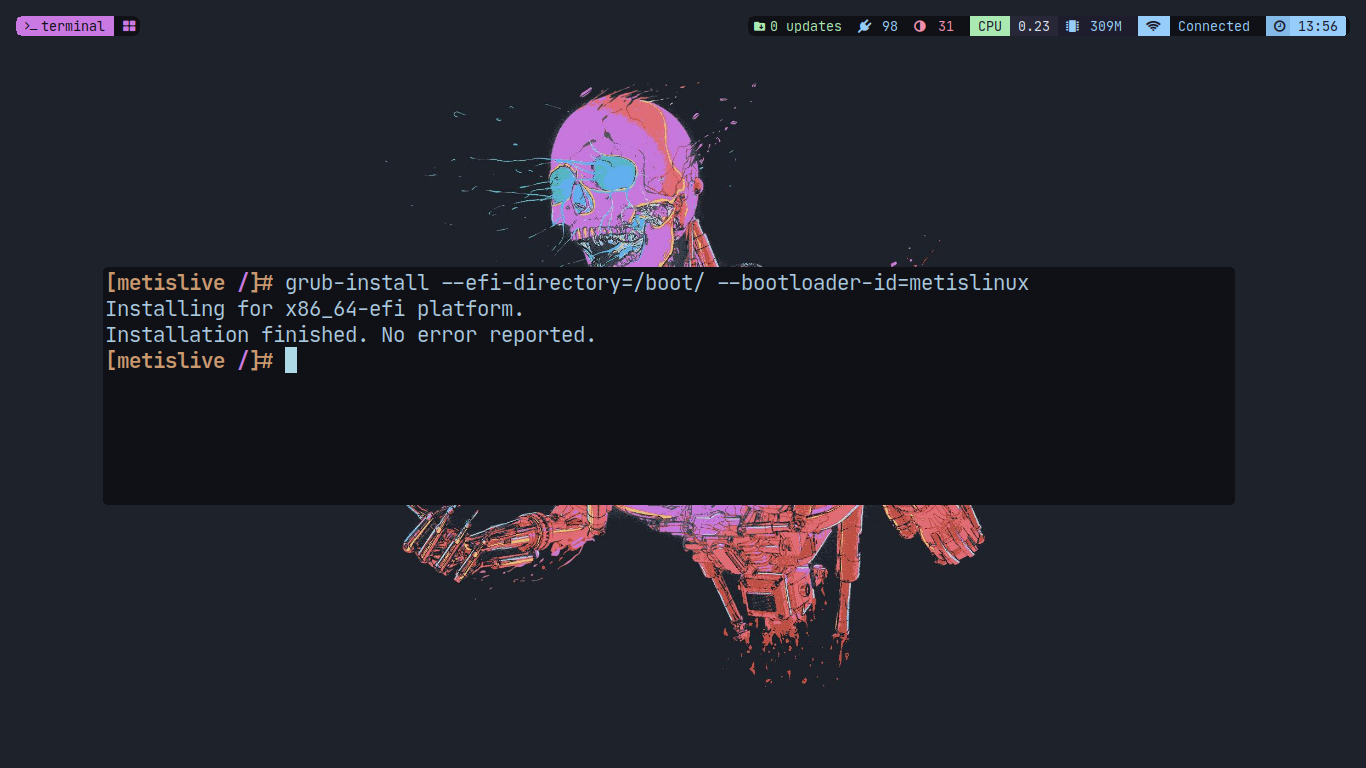 >_ terminal
0 updates 98 31 CPU 0.23 309M Connected 13:56
[metislive /]# grub-install --efi-directory=/boot/ --bootloader-id=metislinux
Installing for x86_64-efi platform.
Installation finished. No error reported.
[metislive /]#